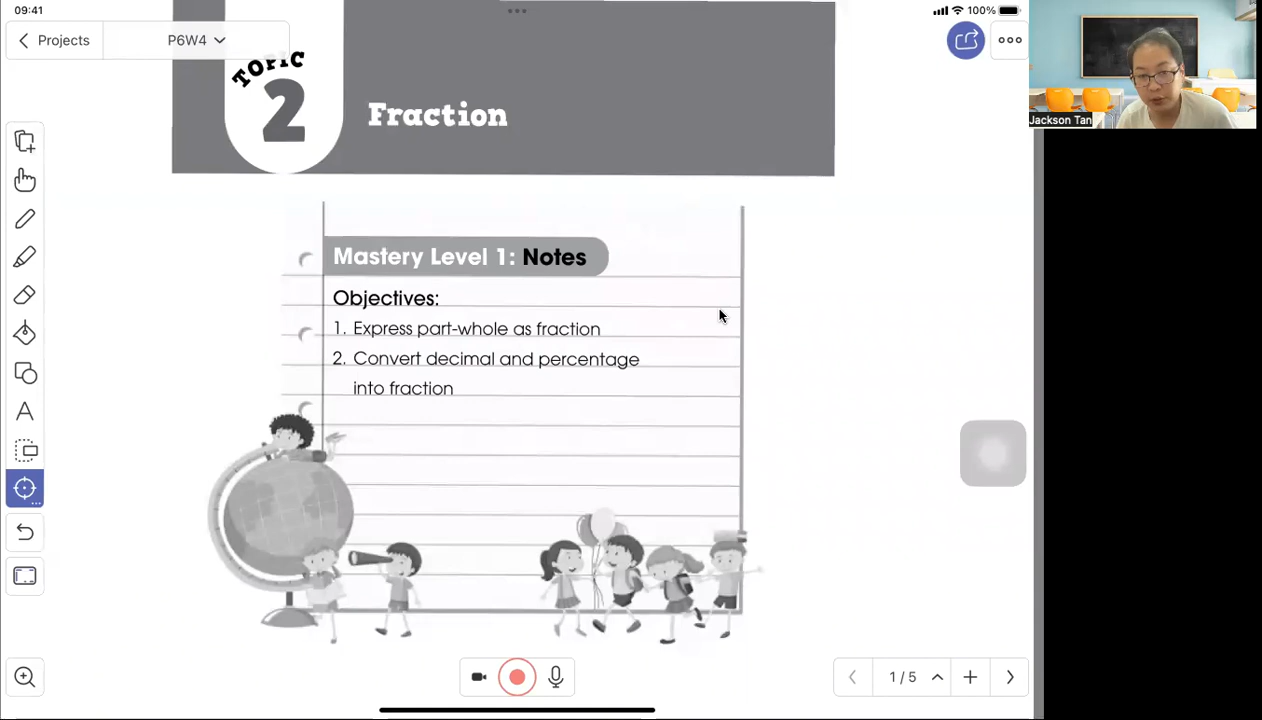 09:41
100%
Projects
P6W4
TOPIC
2
Fraction
Jackson Tan
Mastery Level 1: Notes
Objectives:
1. Express part-whole as fraction
2. Convert decimal and percentage
into fraction
A
1 / 5